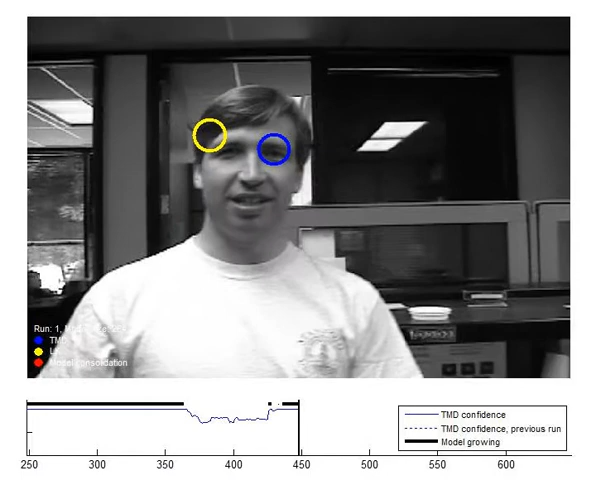 Run: 1,
TMD
Model consolidation
TMD confidence
TMD confidence, previous run
Model growing
250 300 350 400 450 500 550 600